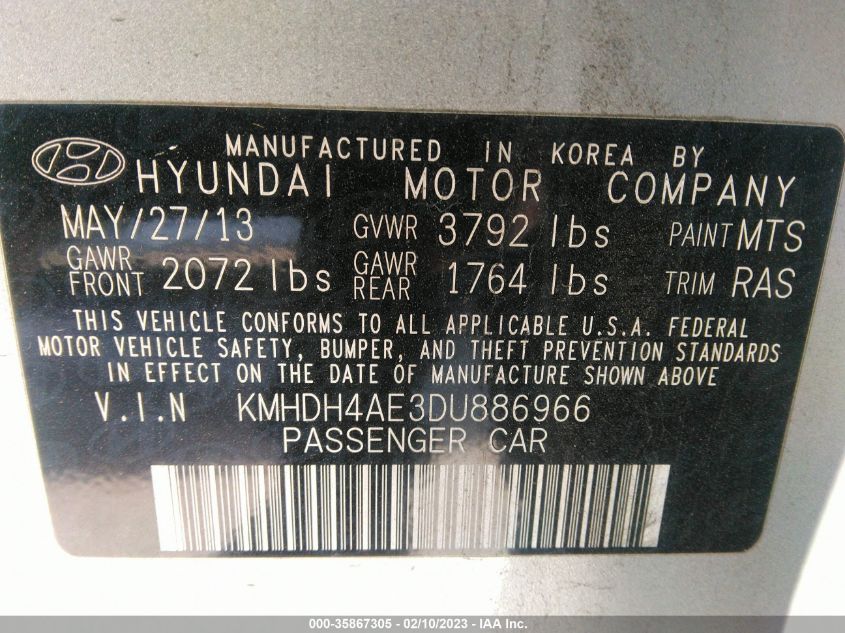 MANUFACTURED IN KOREA BY
HYUNDAI MOTOR COMPANY
MAY/27/13 GVWR 3792 lbs PAINT MTS
GAWR FRONT 2072 lbs GAWR REAR 1764 lbs TRIM RAS
THIS VEHICLE CONFORMS TO ALL APPLICABLE U.S.A. FEDERAL
MOTOR VEHICLE SAFETY, BUMPER, AND THEFT PREVENTION STANDARDS
IN EFFECT ON THE DATE OF MANUFACTURE SHOWN ABOVE
V.I.N KMHDH4AE3DU886966
PASSENGER CAR
000-35867305 - 02/10/2023 - IAA